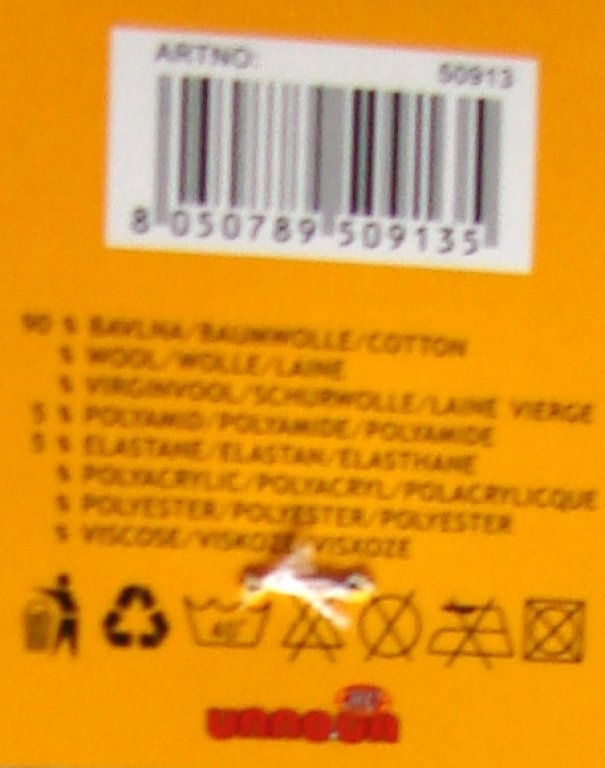 ARTNO: 50913
8 050789 509135
90 % BAVLNA/BAUMWOLLE/COTTON
% WOOL/WOLLE/LAINE
% VIRGINVOOL/SCHURWOLLE/LAINE VIERGE
5 % POLYAMID/POLYAMIDE/POLYAMIDE
5 % ELASTANE/ELASTAN/ELASTHANE
% POLYACRYLIC/POLYACRYL/POLACRYLICQUE
% POLYESTER/POLYESTER/POLYESTER
% VISCOSE/VISKOZE/VISKOZE
40°